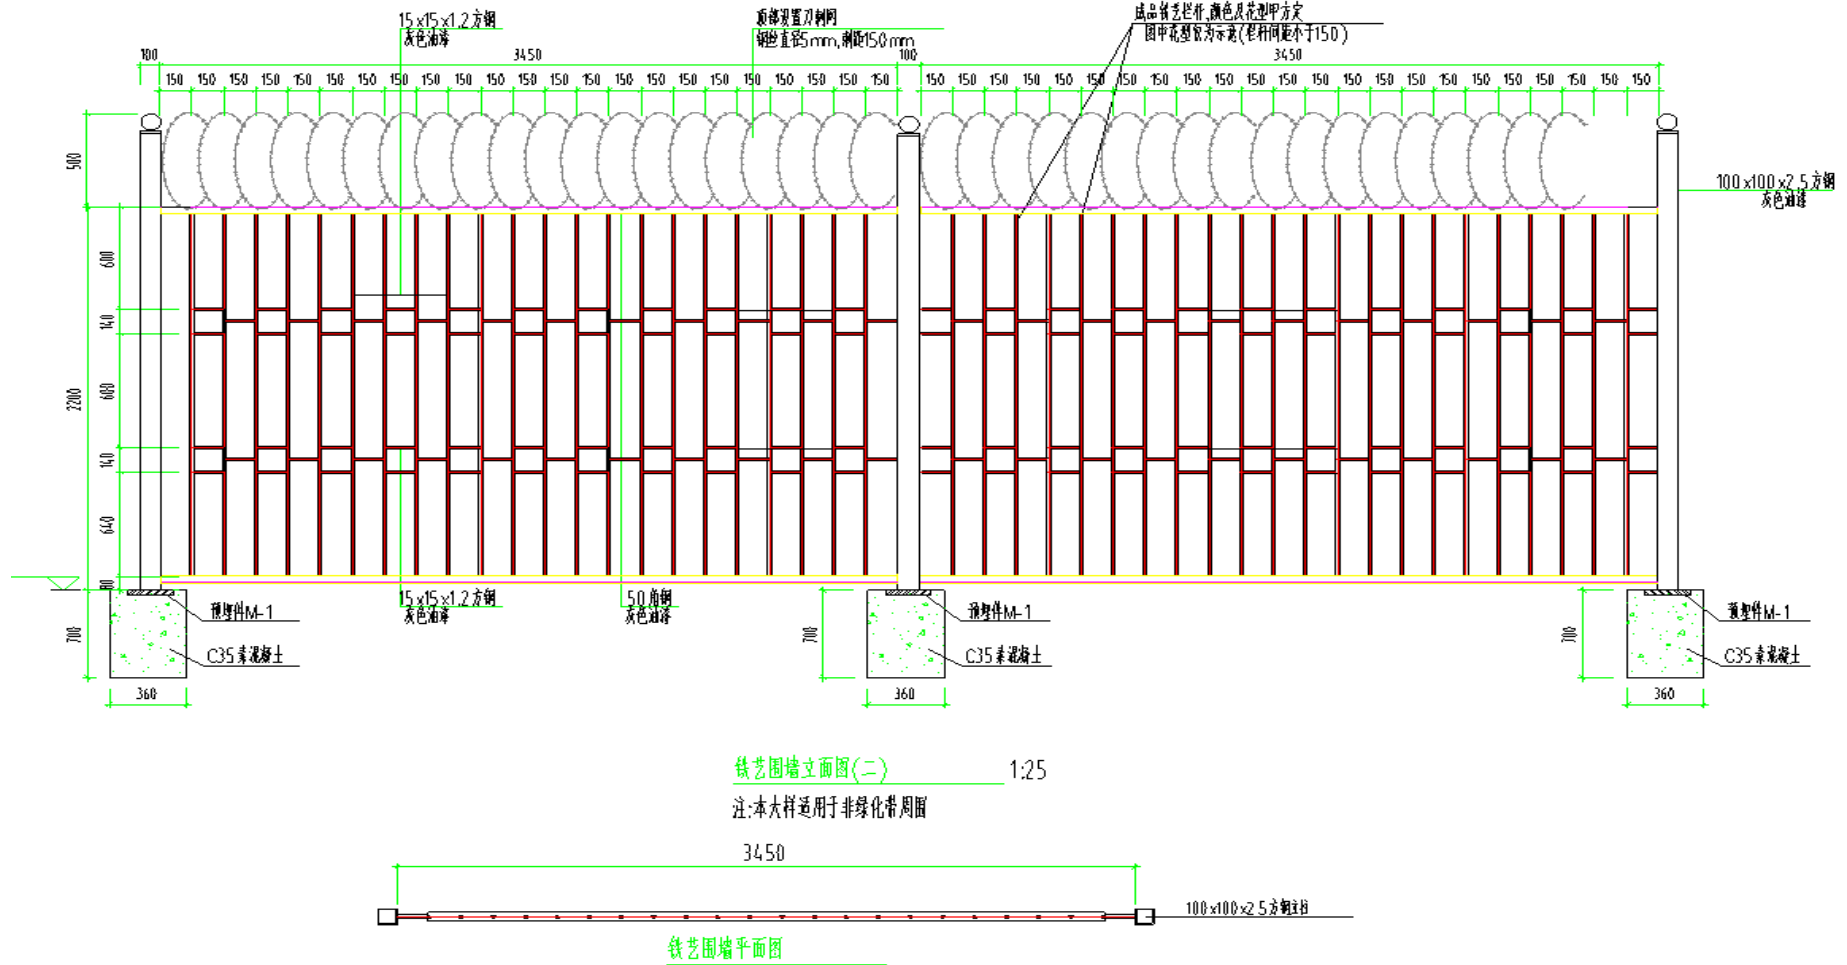 15x15x1.2方钢
灰色油漆
顶部设置刀刺网
钢丝直径5mm,刺距150mm
成品铁艺栏杆,颜色及花型甲方定
图中花型仅为示意(栏杆间距小于150)
100 3450 100 3450
150 150 150 150 150 150 150 150 150 150 150 150 150 150 150 150 150 150 150 150 150 150 150
150 150 150 150 150 150 150 150 150 150 150 150 150 150 150 150 150 150 150 150 150 150 150
500
100x100x2.5方钢
灰色油漆
600
140
2200
680
140
640
80
15x15x1.2方钢
灰色油漆
50角钢
灰色油漆
700
预埋件M-1
C35素混凝土
360
700
预埋件M-1
C35素混凝土
360
700
预埋件M-1
C35素混凝土
360
铁艺围墙立面图(二) 1:25
注:本大样适用于非绿化带周围
3450
100x100x2.5方钢立柱
铁艺围墙平面图